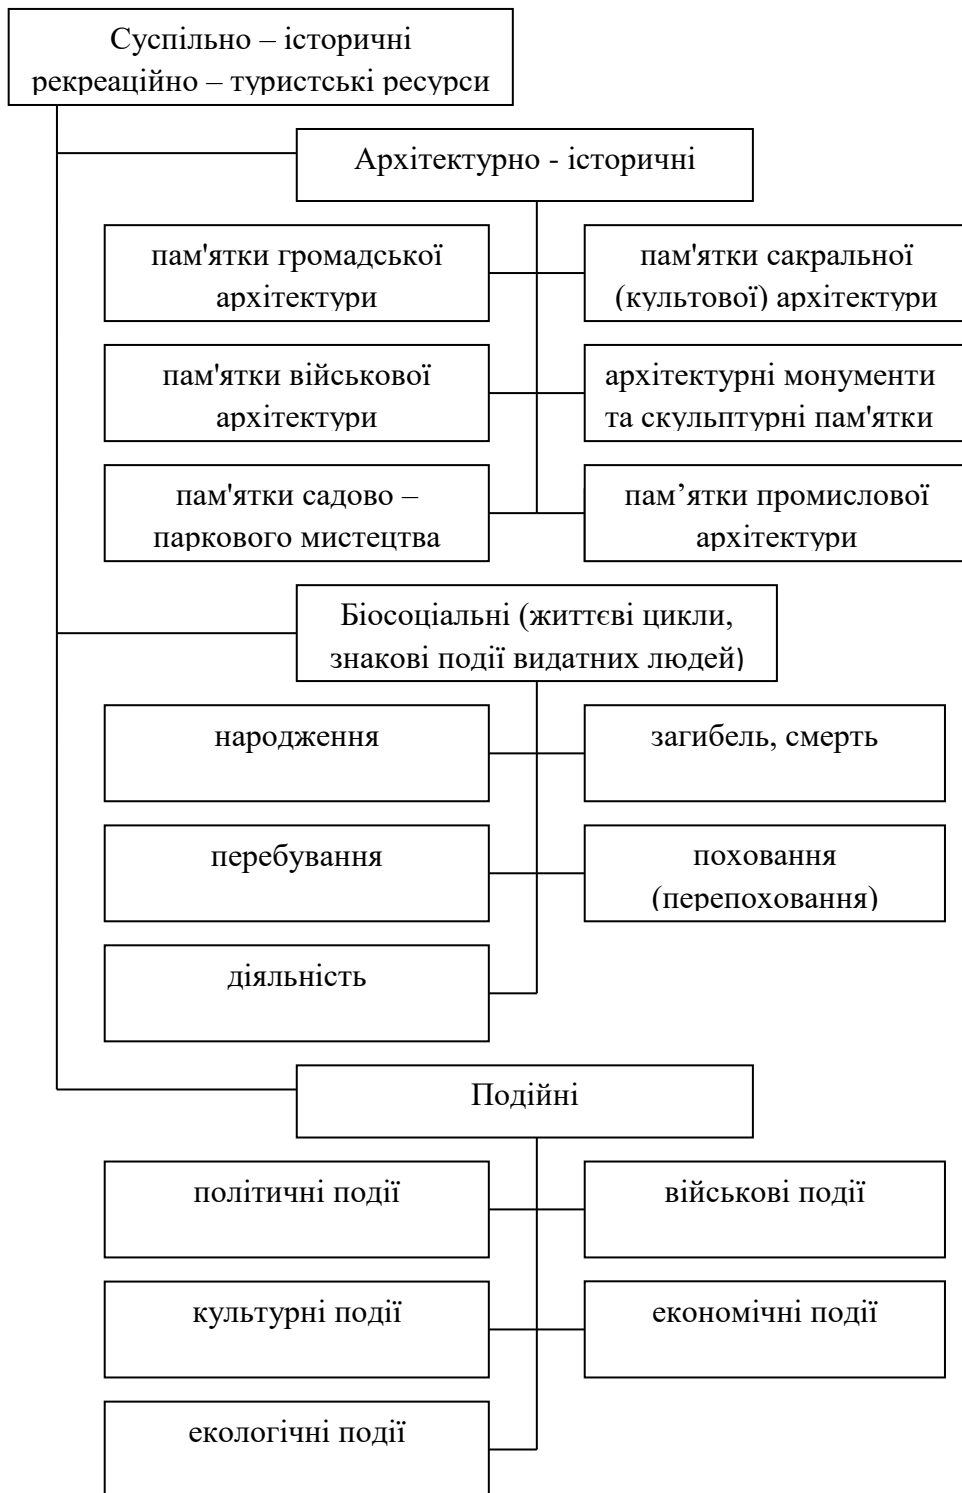 Суспільно – історичні
рекреаційно – туристські ресурси
Архітектурно - історичні
пам'ятки громадської
архітектури
пам'ятки сакральної
(культової) архітектури
пам'ятки військової
архітектури
архітектурні монументи
та скульптурні пам'ятки
пам'ятки садово –
паркового мистецтва
пам’ятки промислової
архітектури
Біосоціальні (життєві цикли,
знакові події видатних людей)
народження
загибель, смерть
перебування
поховання
(перепоховання)
діяльність
Подійні
політичні події
військові події
культурні події
економічні події
екологічні події